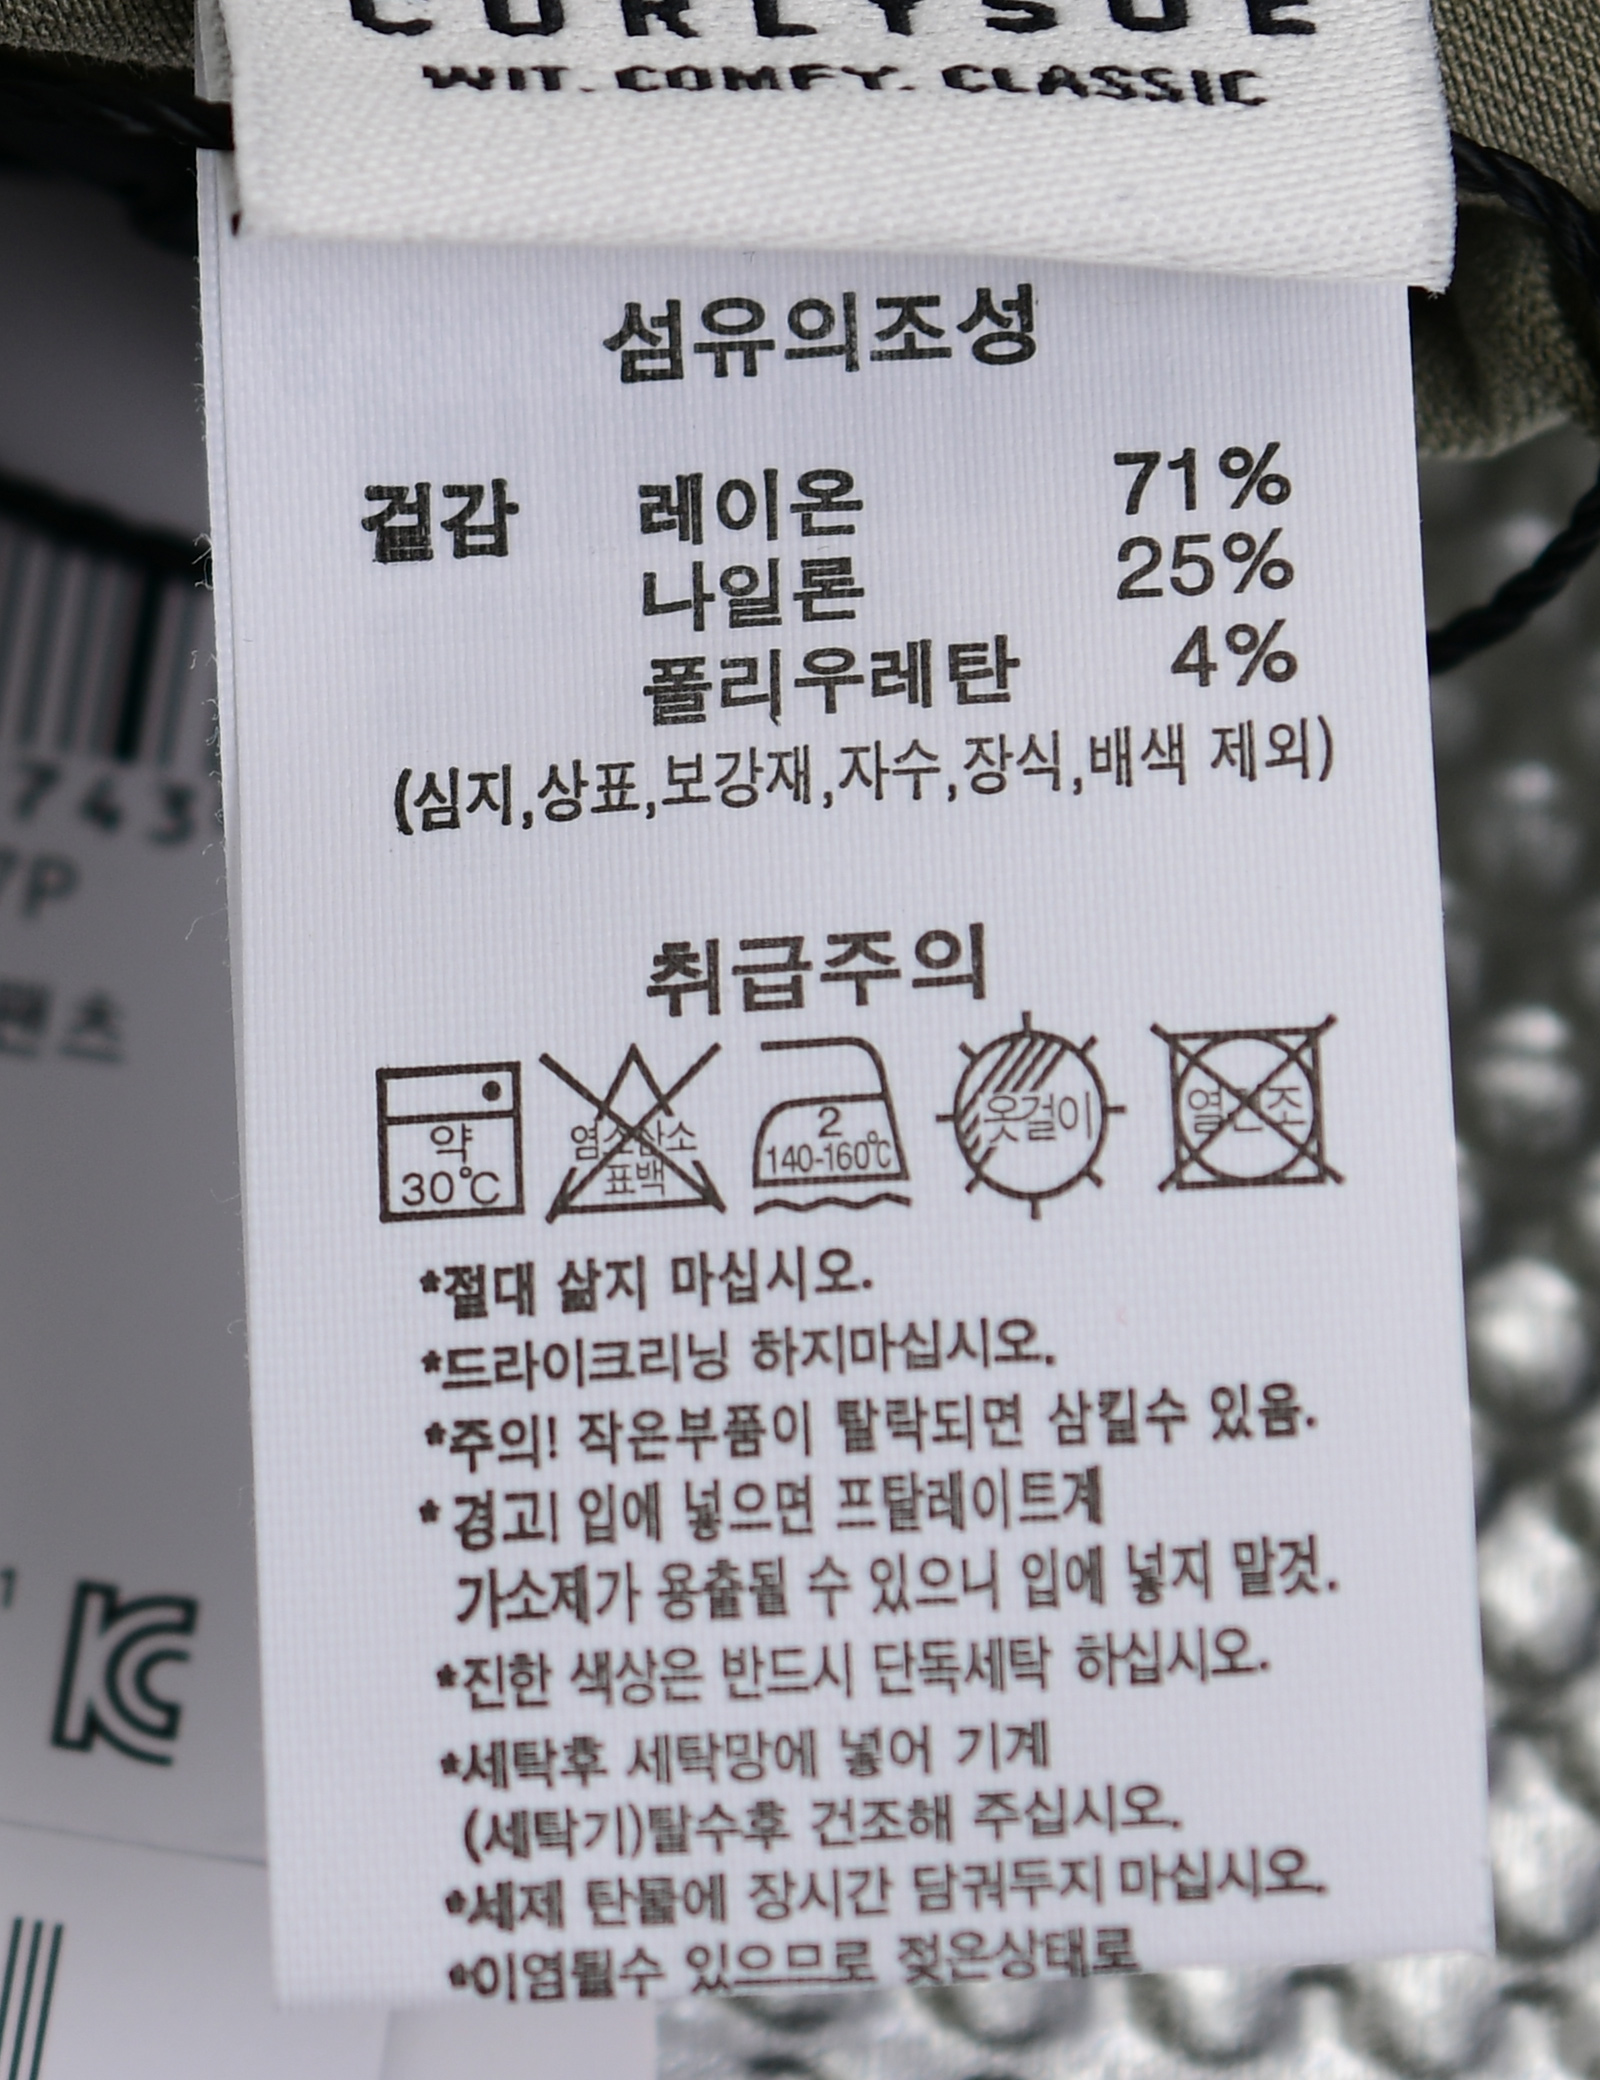 CURLYSUE
WIT. COMFY. CLASSIC
섬유의조성
겉감 레이온 71%
나일론 25%
폴리우레탄 4%
(심지,상표,보강재,자수,장식,배색 제외)
취급주의
약
30℃
염소산소
표백
2
140-160℃
옷걸이
열건조
*절대 삶지 마십시오.
*드라이크리닝 하지마십시오.
*주의! 작은부품이 탈락되면 삼킬수 있음.
*경고! 입에 넣으면 프탈레이트계
가소제가 용출될 수 있으니 입에 넣지 말것.
*진한 색상은 반드시 단독세탁 하십시오.
*세탁후 세탁망에 넣어 기계
(세탁기)탈수후 건조해 주십시오.
*세제 탄물에 장시간 담궈두지 마십시오.
*이염될수 있으므로 젖은상태로
743
7P
팬츠
1
KC